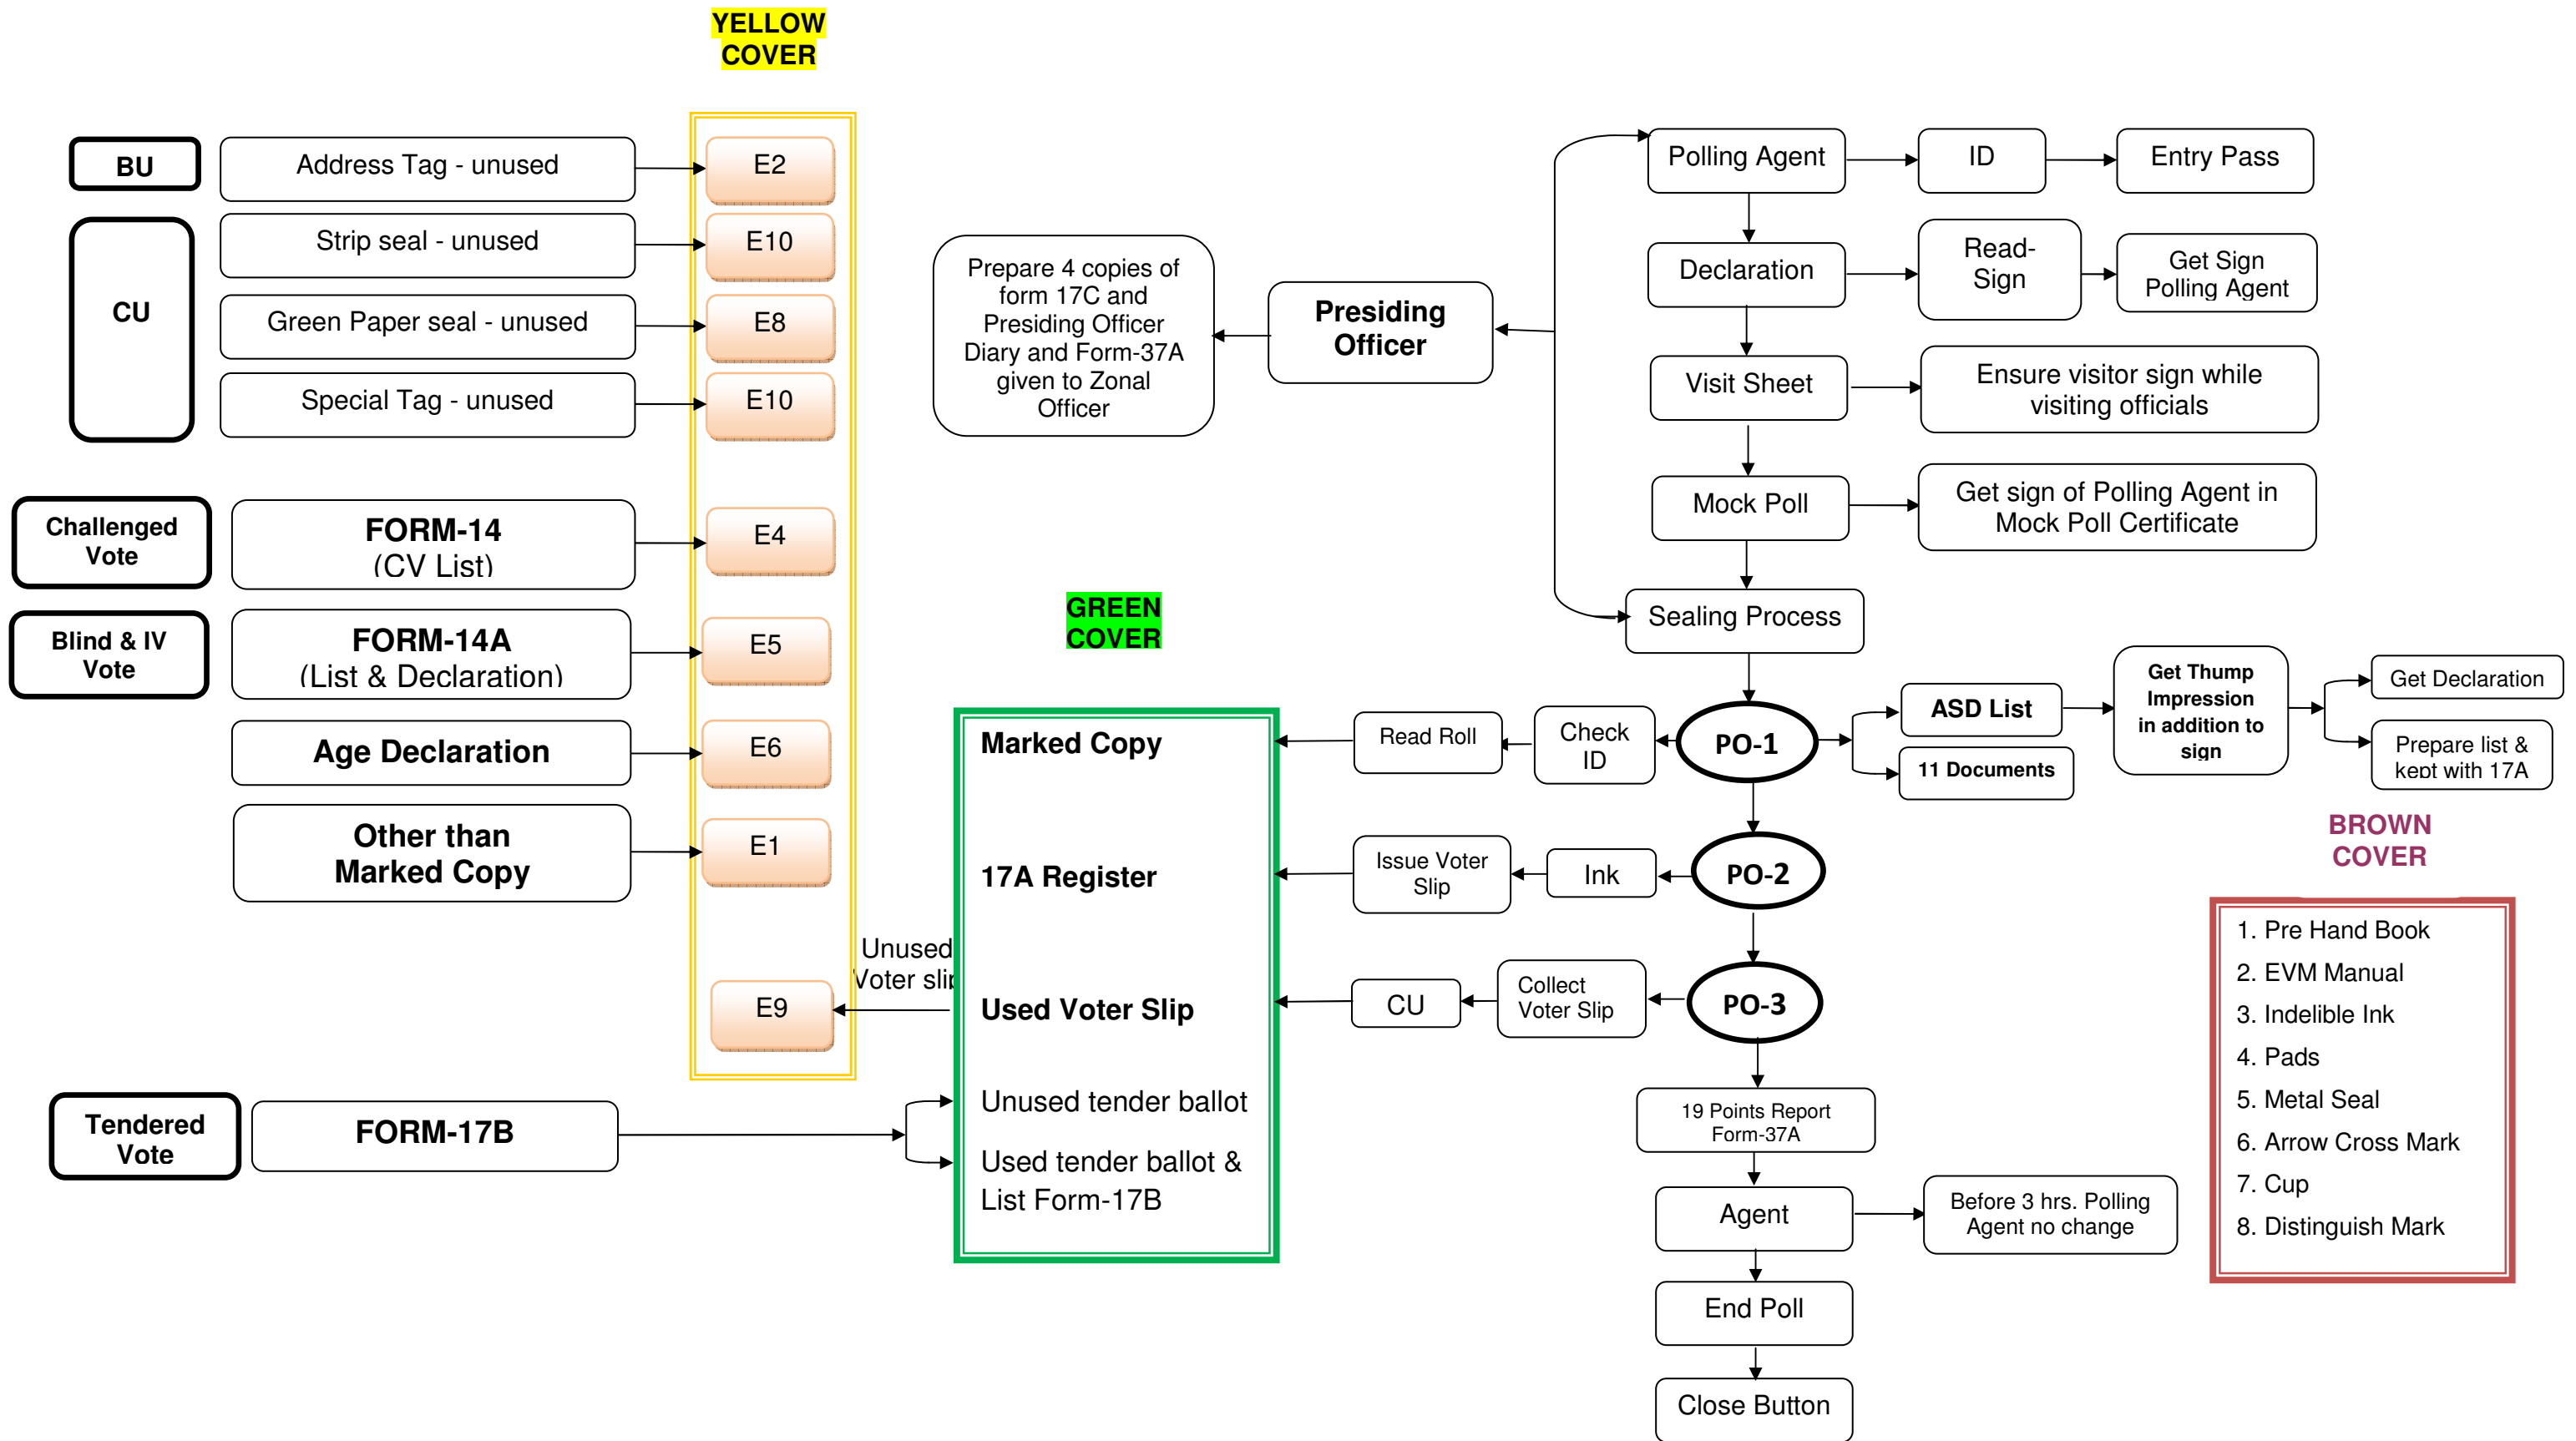 YELLOW
COVER
BU
Address Tag - unused
E2
CU
Strip seal - unused
E10
Green Paper seal - unused
E8
Special Tag - unused
E10
Challenged
Vote
FORM-14
(CV List)
E4
Blind & IV
Vote
FORM-14A
(List & Declaration)
E5
Age Declaration
E6
Other than
Marked Copy
E1
Unused
Voter slip
E9
Tendered
Vote
FORM-17B
GREEN
COVER
Marked Copy
17A Register
Used Voter Slip
Unused tender ballot
Used tender ballot &
List Form-17B
Prepare 4 copies of
form 17C and
Presiding Officer
Diary and Form-37A
given to Zonal
Officer
Presiding
Officer
Polling Agent
ID
Entry Pass
Declaration
Read-
Sign
Get Sign
Polling Agent
Visit Sheet
Ensure visitor sign while
visiting officials
Mock Poll
Get sign of Polling Agent in
Mock Poll Certificate
Sealing Process
Read Roll
Check
ID
PO-1
ASD List
11 Documents
Get Thump
Impression
in addition to
sign
Get Declaration
Prepare list &
kept with 17A
Issue Voter
Slip
Ink
PO-2
CU
Collect
Voter Slip
PO-3
19 Points Report
Form-37A
Agent
Before 3 hrs. Polling
Agent no change
End Poll
Close Button
BROWN
COVER
1. Pre Hand Book
2. EVM Manual
3. Indelible Ink
4. Pads
5. Metal Seal
6. Arrow Cross Mark
7. Cup
8. Distinguish Mark